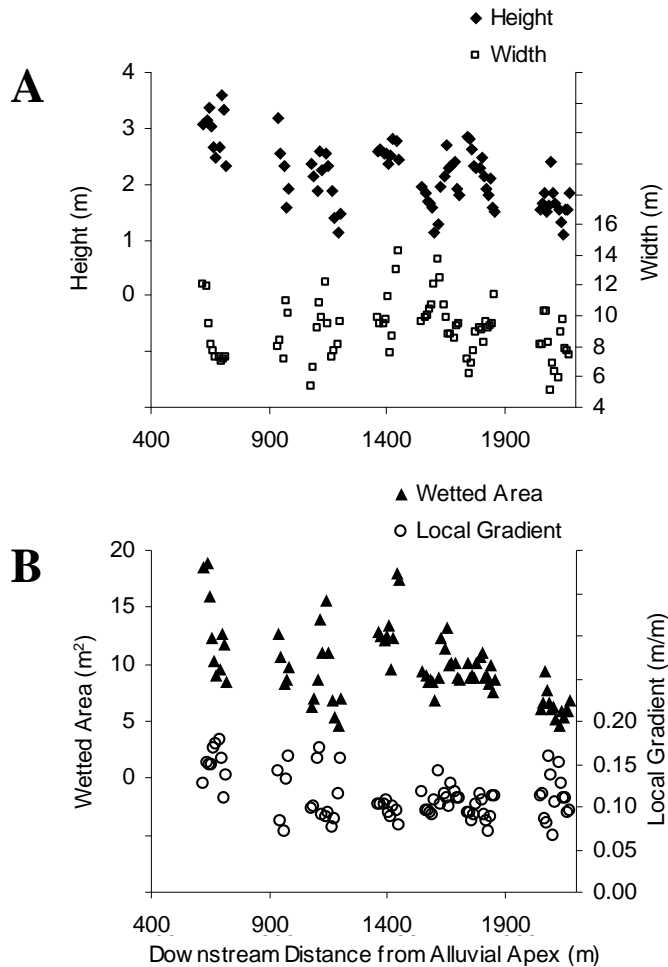 Height
Width
A
4
3
2
1
0
Height (m)
16
14
12
10
8
6
4
Width (m)
400
900
1400
1900
Wetted Area
Local Gradient
B
20
15
10
5
0
Wetted Area (m²)
0.20
0.15
0.10
0.05
0.00
Local Gradient (m/m)
400
900
1400
1900
Downstream Distance from Alluvial Apex (m)